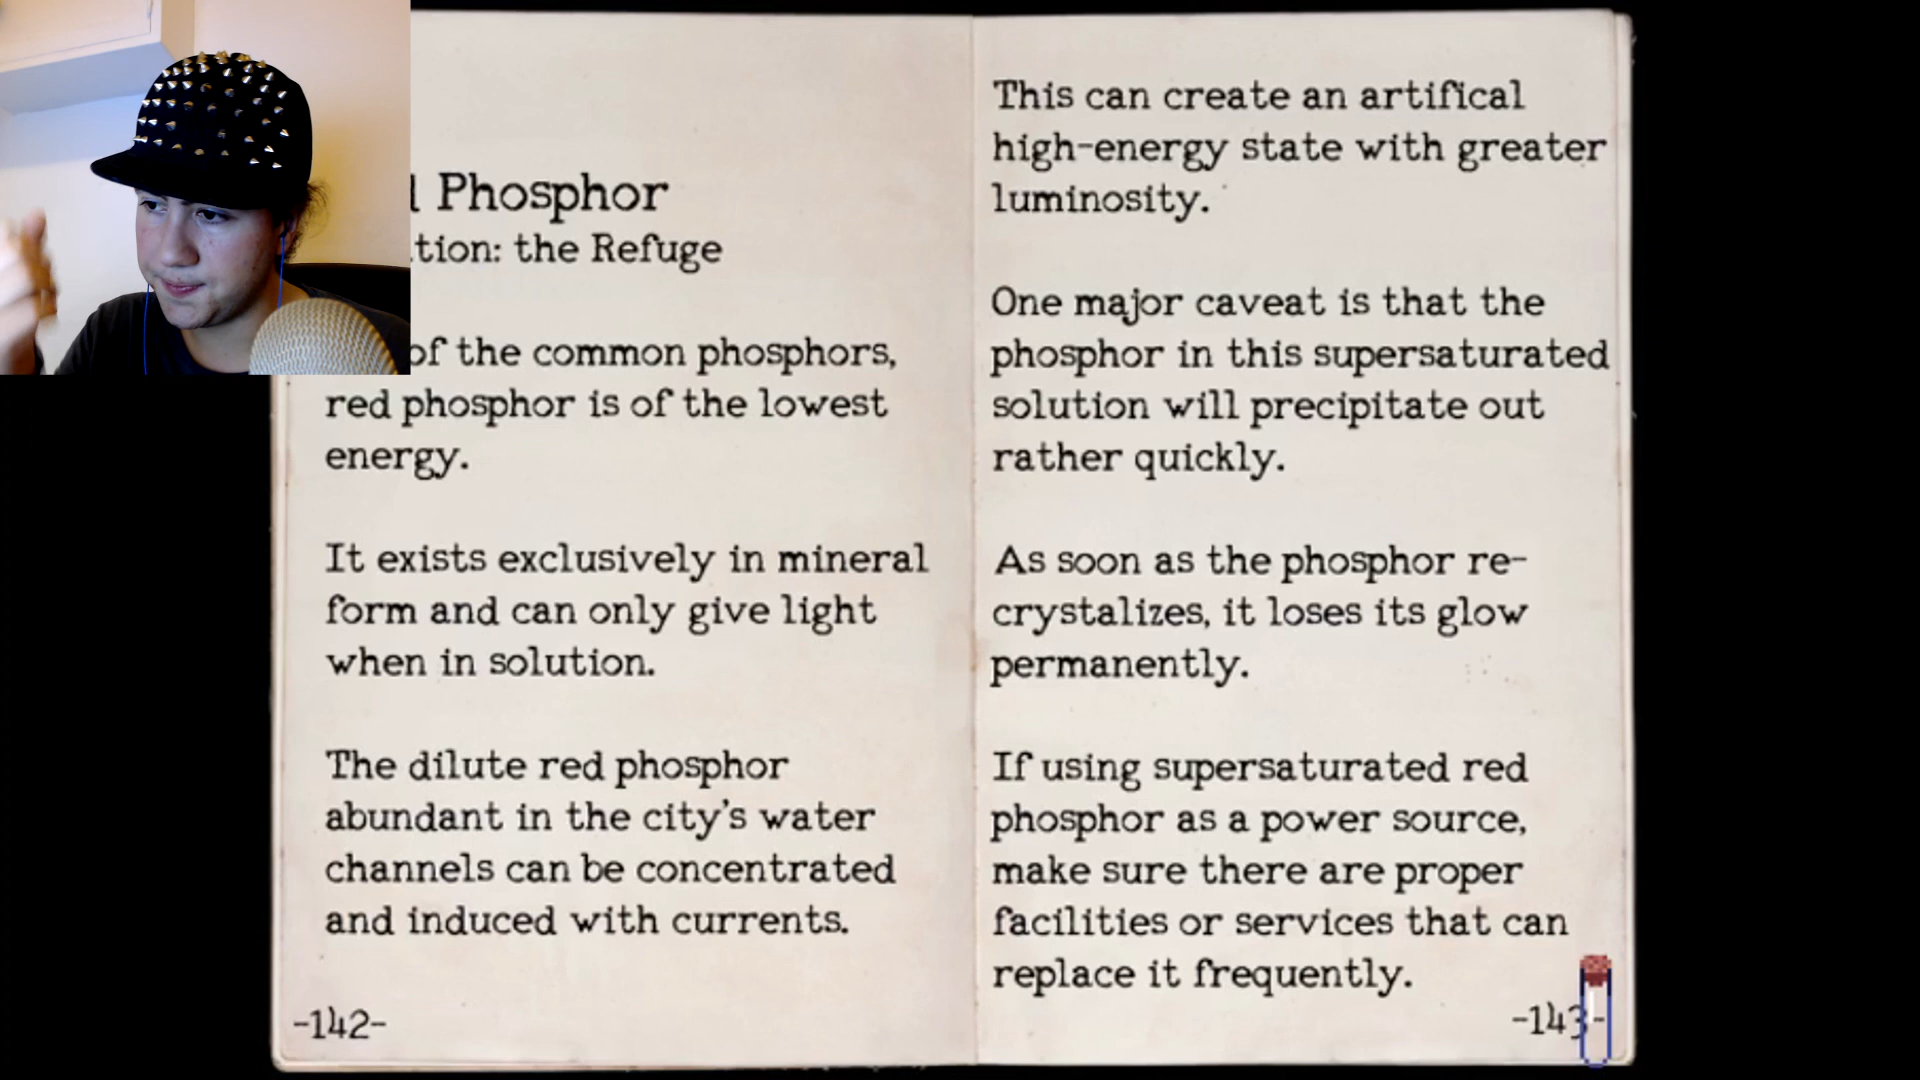 Phosphor
the Refuge
of the common phosphors,
red phosphor is of the lowest
energy.
It exists exclusively in mineral
form and can only give light
when in solution.
The dilute red phosphor
abundant in the city's water
channels can be concentrated
and induced with currents.
-142-
This can create an artifical
high-energy state with greater
luminosity.
One major caveat is that the
phosphor in this supersaturated
solution will precipitate out
rather quickly.
As soon as the phosphor re-
crystalizes, it loses its glow
permanently.
If using supersaturated red
phosphor as a power source,
make sure there are proper
facilities or services that can
replace it frequently.
-143-